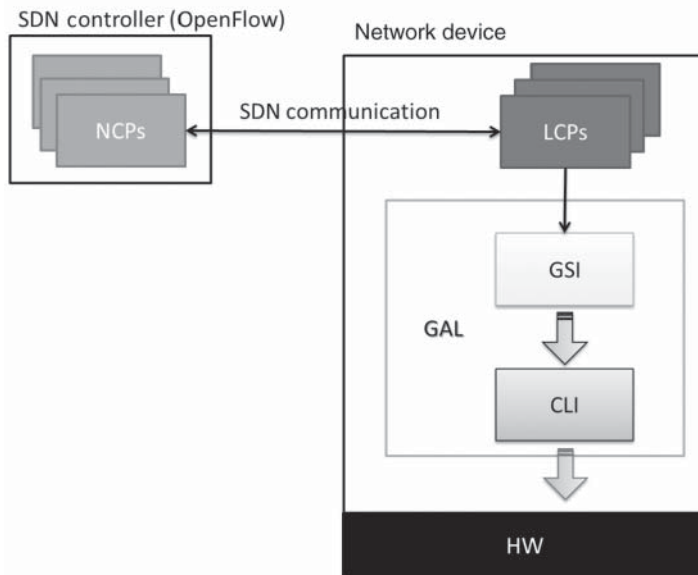 SDN controller (OpenFlow)
Network device
NCPs
SDN communication
LCPs
GSI
GAL
CLI
HW